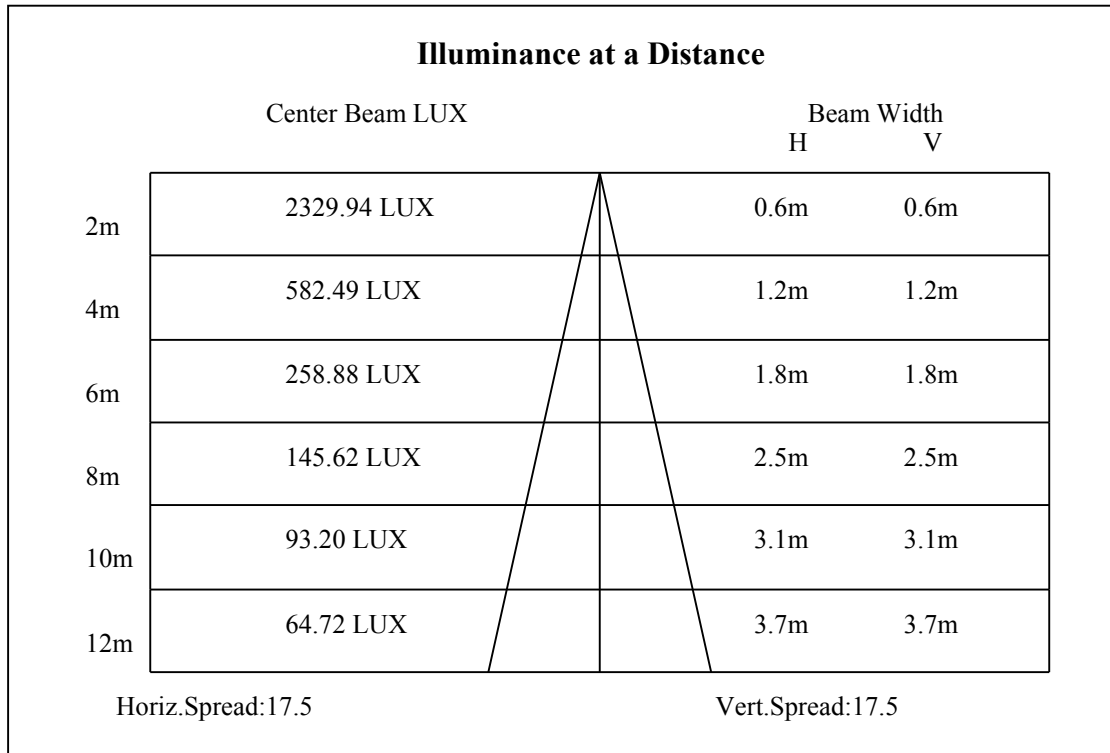 Illuminance at a Distance
Center Beam LUX Beam Width
H V
2m 2329.94 LUX 0.6m 0.6m
4m 582.49 LUX 1.2m 1.2m
6m 258.88 LUX 1.8m 1.8m
8m 145.62 LUX 2.5m 2.5m
10m 93.20 LUX 3.1m 3.1m
12m 64.72 LUX 3.7m 3.7m
Horiz.Spread:17.5 Vert.Spread:17.5